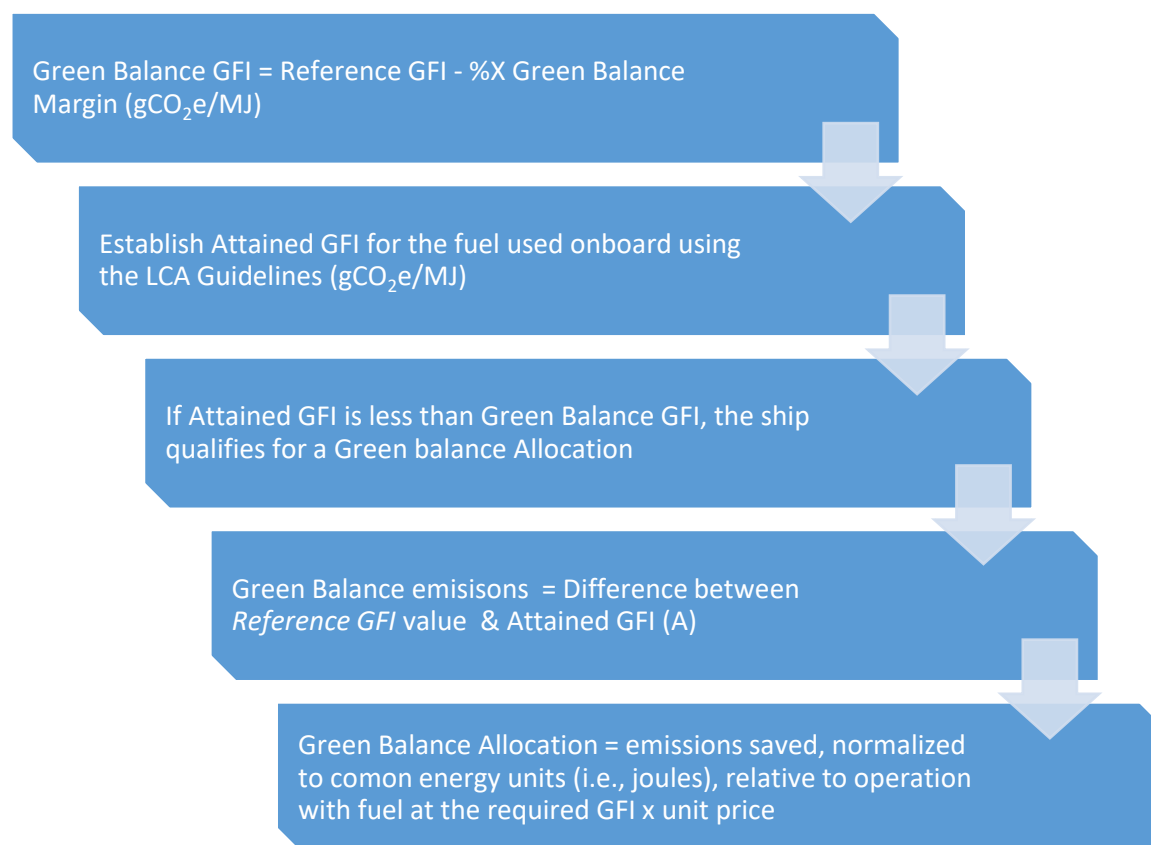 Green Balance GFI = Reference GFI - %X Green Balance
Margin (gCO₂e/MJ)
Establish Attained GFI for the fuel used onboard using
the LCA Guidelines (gCO₂e/MJ)
If Attained GFI is less than Green Balance GFI, the ship
qualifies for a Green balance Allocation
Green Balance emisisons = Difference between
Reference GFI value & Attained GFI (A)
Green Balance Allocation = emissions saved, normalized
to comon energy units (i.e., joules), relative to operation
with fuel at the required GFI x unit price